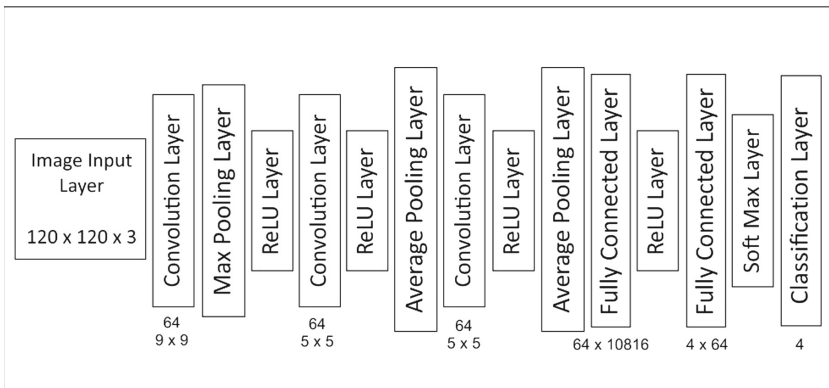 Image Input
Layer
120 x 120 x 3
Convolution Layer
64
9 x 9
Max Pooling Layer
ReLU Layer
Convolution Layer
64
5 x 5
ReLU Layer
Average Pooling Layer
Convolution Layer
64
5 x 5
ReLU Layer
Average Pooling Layer
Fully Connected Layer
64 x 10816
ReLU Layer
Fully Connected Layer
4 x 64
Soft Max Layer
Classification Layer
4